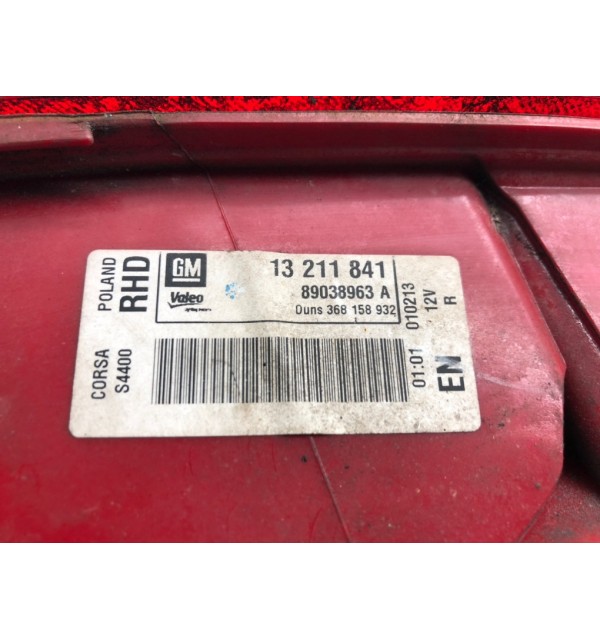 CORSA POLAND
S4400 RHD
GM
Valeo
13 211 841
89038963 A
Duns 368 158 932
01:01 010213
12V
EN R